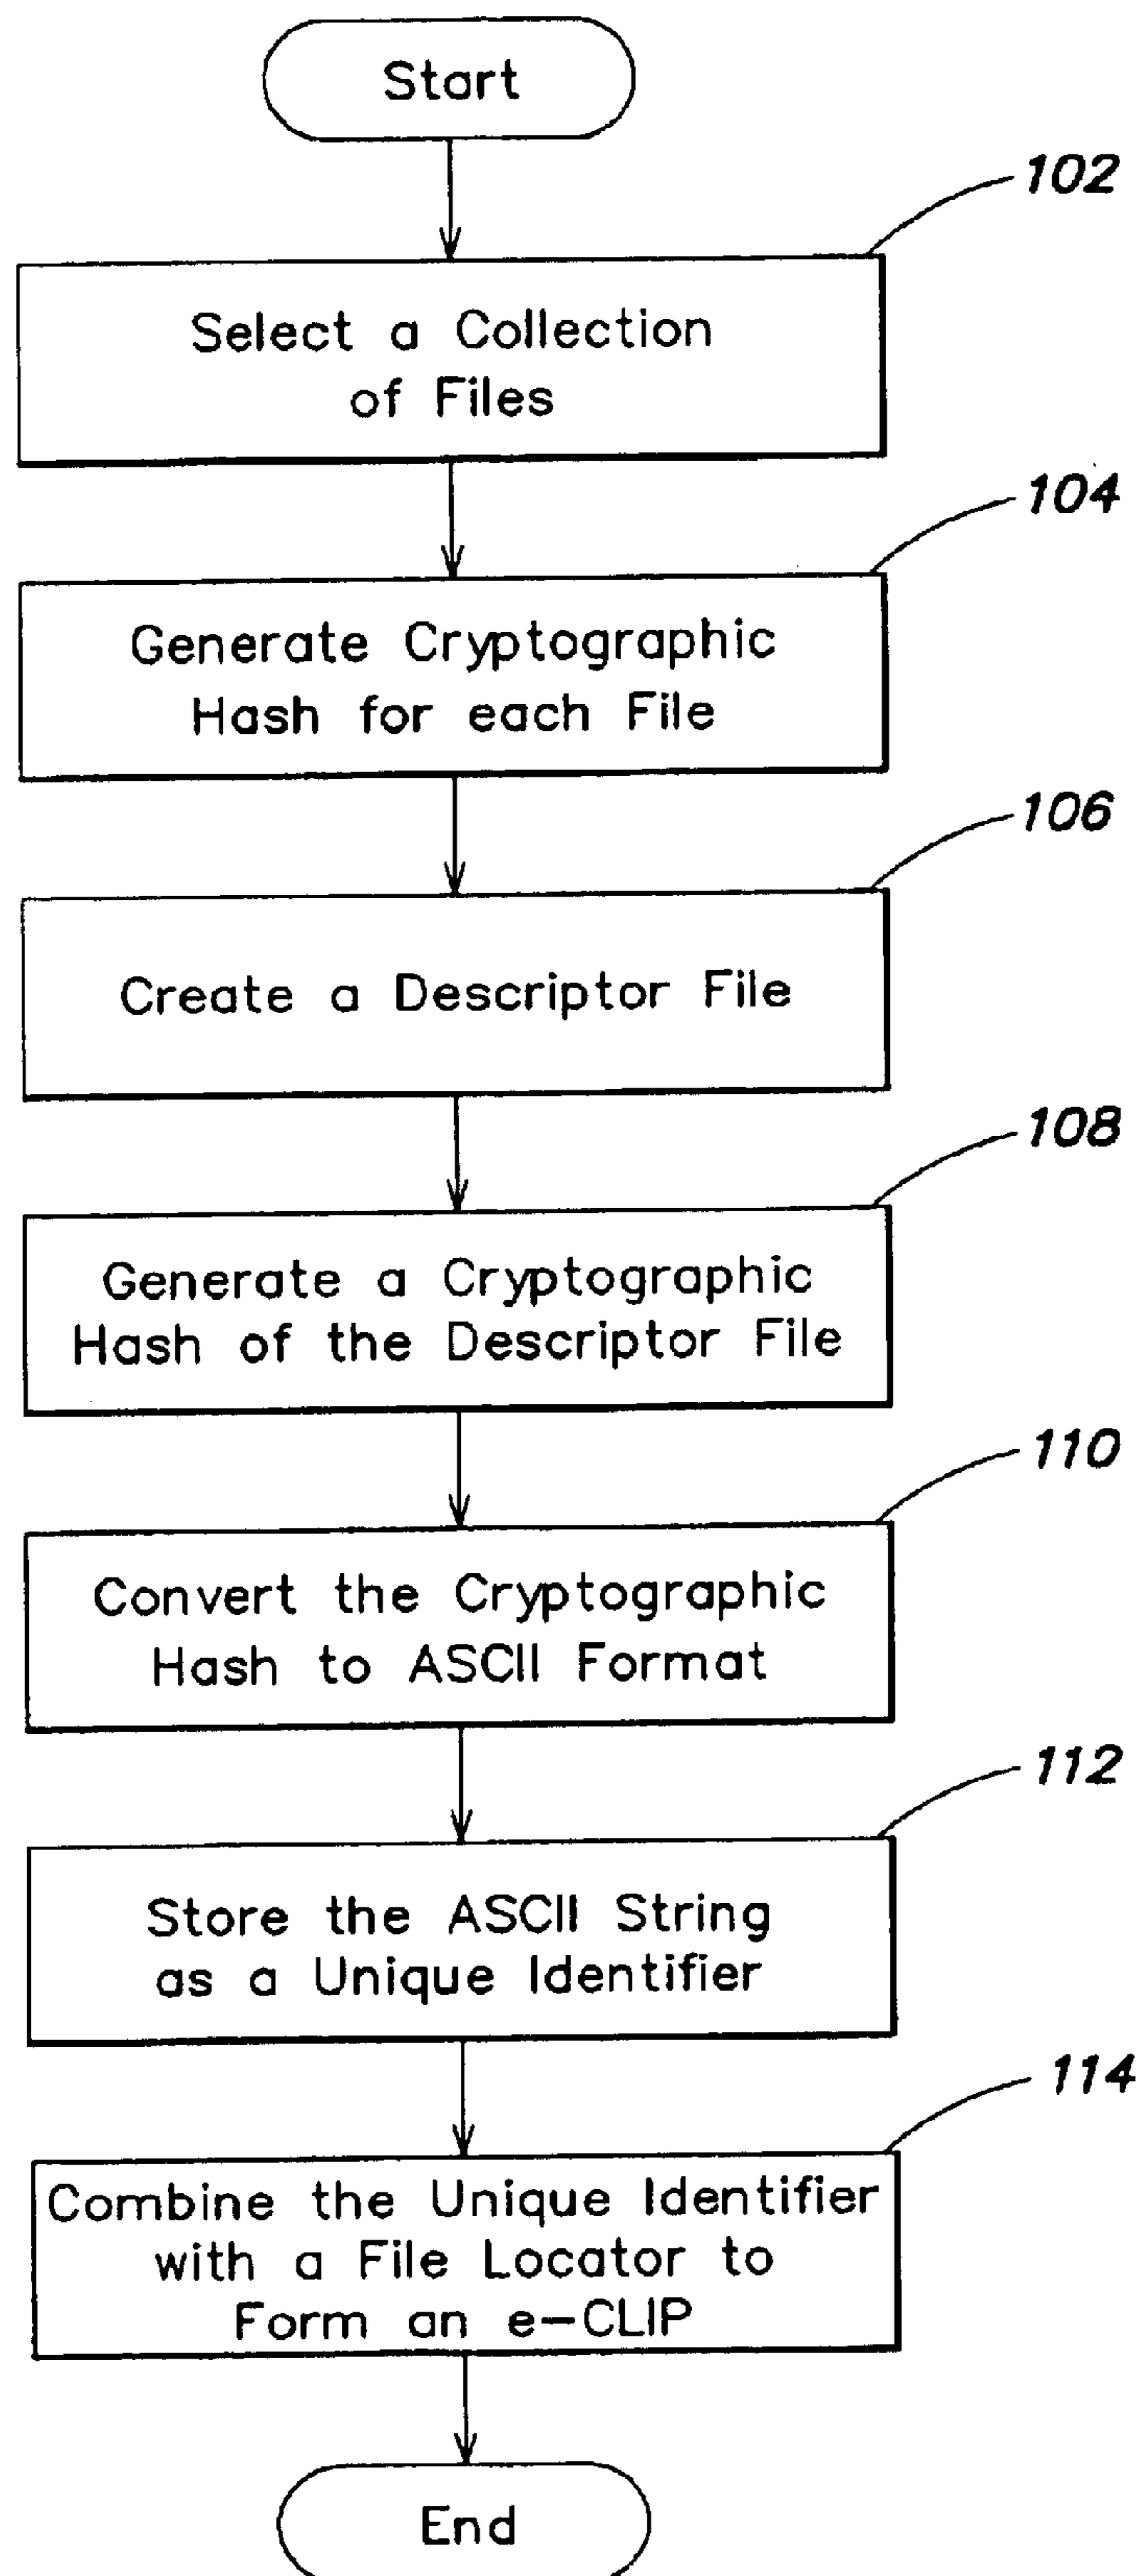 Start
102
Select a Collection
of Files
104
Generate Cryptographic
Hash for each File
106
Create a Descriptor File
108
Generate a Cryptographic
Hash of the Descriptor File
110
Convert the Cryptographic
Hash to ASCII Format
112
Store the ASCII String
as a Unique Identifier
114
Combine the Unique Identifier
with a File Locator to
Form an e-CLIP
End